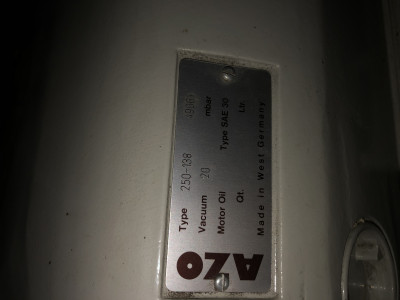 AZO
Type 250-138
Vacuum 20 mbar
Motor Oil Type SAE 30
Qt. Ltr.
Made in West Germany